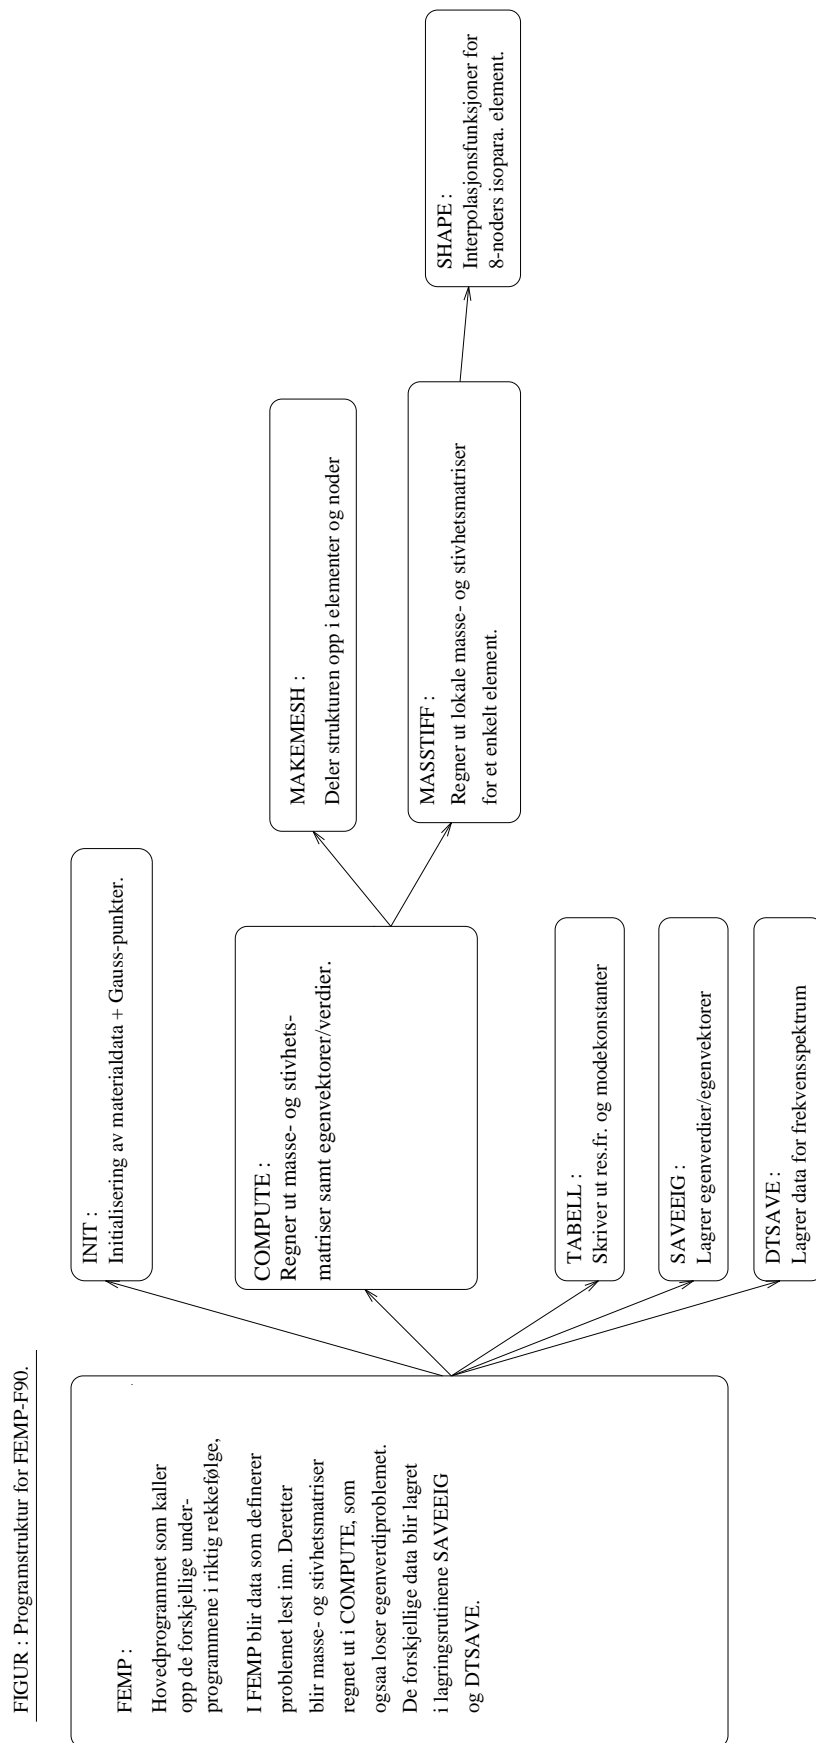 FIGUR : Programstruktur for FEMP-F90.
FEMP :
Hovedprogrammet som kaller
opp de forskjellige under-
programmene i riktig rekkefølge,
I FEMP blir data som definerer
problemet lest inn. Deretter
blir masse- og stivhetsmatriser
regnet ut i COMPUTE, som
ogsaa loser egenverdiproblemet.
De forskjellige data blir lagret
i lagringsrutinene SAVEEIG
og DTSAVE.
INIT :
Initialisering av materialdata + Gauss-punkter.
COMPUTE :
Regner ut masse- og stivhets-
matriser samt egenvektorer/verdier.
TABELL :
Skriver ut res.fr. og modekonstanter
SAVEEIG :
Lagrer egenverdier/egenvektorer
DTSAVE :
Lagrer data for frekvensspektrum
MAKEMESH :
Deler strukturen opp i elementer og noder
MASSTIFF :
Regner ut lokale masse- og stivhetsmatriser
for et enkelt element.
SHAPE :
Interpolasjonsfunksjoner for
8-noders isopara. element.